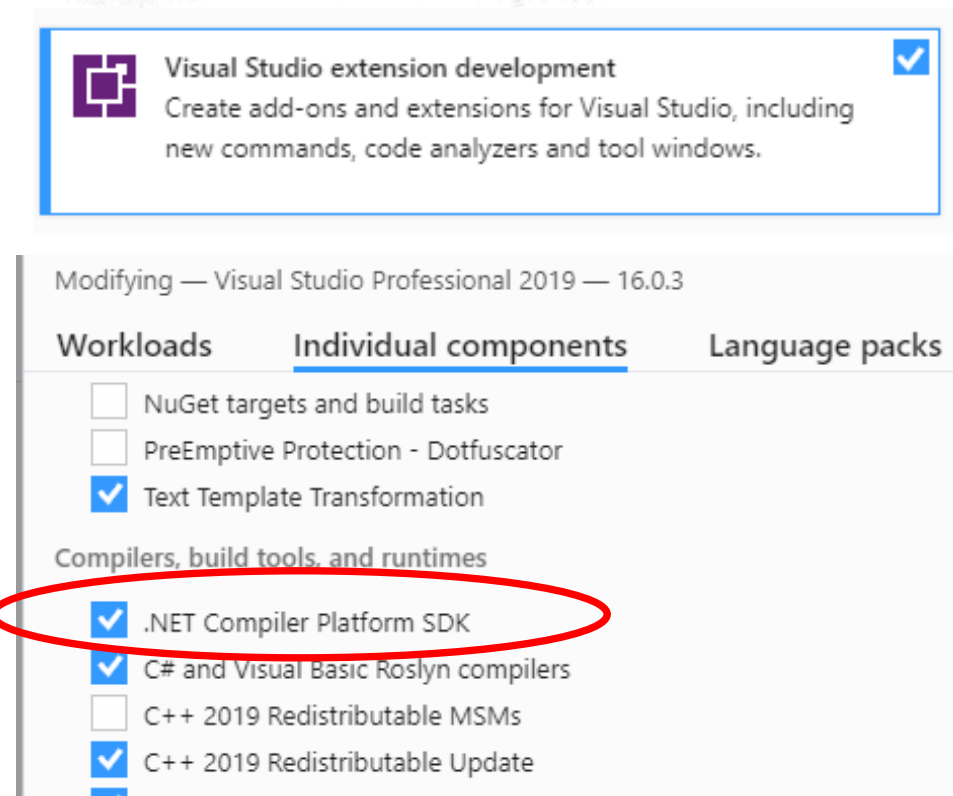 Visual Studio extension development
Create add-ons and extensions for Visual Studio, including
new commands, code analyzers and tool windows.
Modifying — Visual Studio Professional 2019 — 16.0.3
Workloads Individual components Language packs
NuGet targets and build tasks
PreEmptive Protection - Dotfuscator
Text Template Transformation
Compilers, build tools, and runtimes
.NET Compiler Platform SDK
C# and Visual Basic Roslyn compilers
C++ 2019 Redistributable MSMs
C++ 2019 Redistributable Update